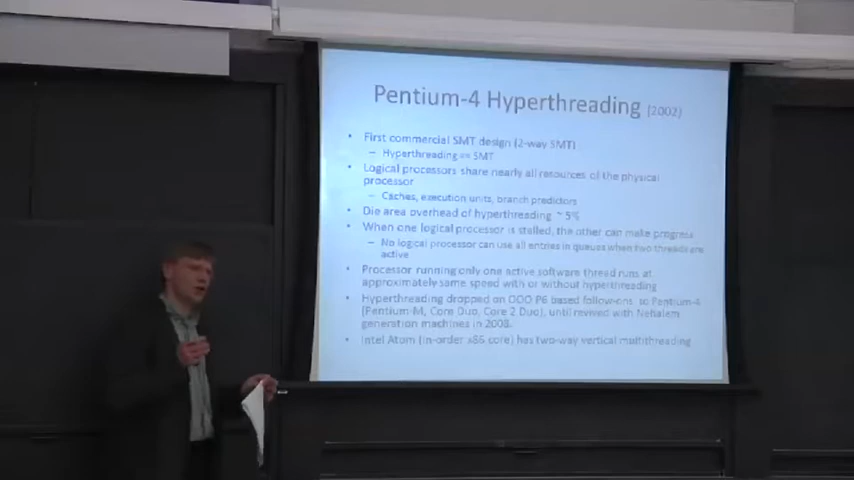 Pentium-4 Hyperthreading (2002)
• First commercial SMT design (2-way SMT)
– Hyperthreading == SMT
• Logical processors share nearly all resources of the physical
processor
– Caches, execution units, branch predictors
• Die area overhead of hyperthreading ~ 5%
• When one logical processor is stalled, the other can make progress
– No logical processor can use all entries in queues when two threads are
active
• Processor running only one active software thread runs at
approximately same speed with or without hyperthreading
• Hyperthreading dropped on OOO P6 based follow-ons to Pentium-4
(Pentium-M, Core Duo, Core 2 Duo), until revived with Nehalem
generation machines in 2008.
• Intel Atom (in-order x86 core) has two-way vertical multithreading